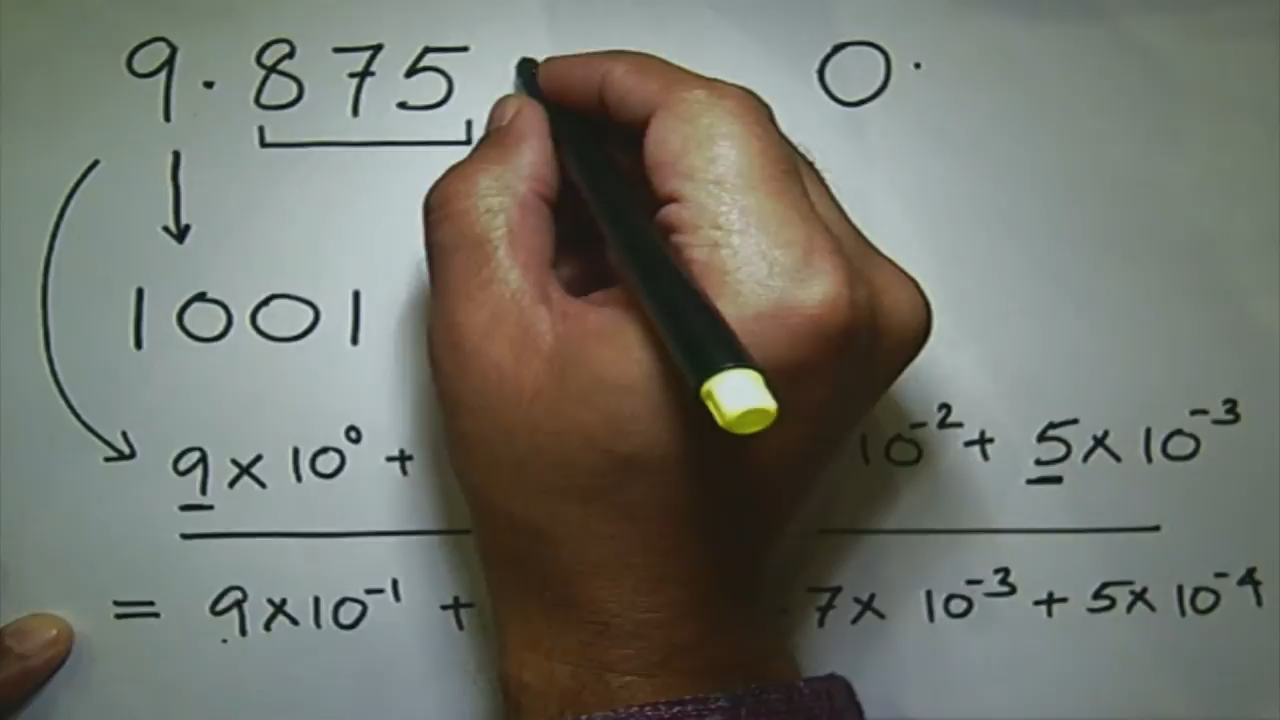 9.875 0.
1001
9×10⁰+ 10⁻²+ 5×10⁻³
= 9×10⁻¹ + 7× 10⁻³+5×10⁻⁴